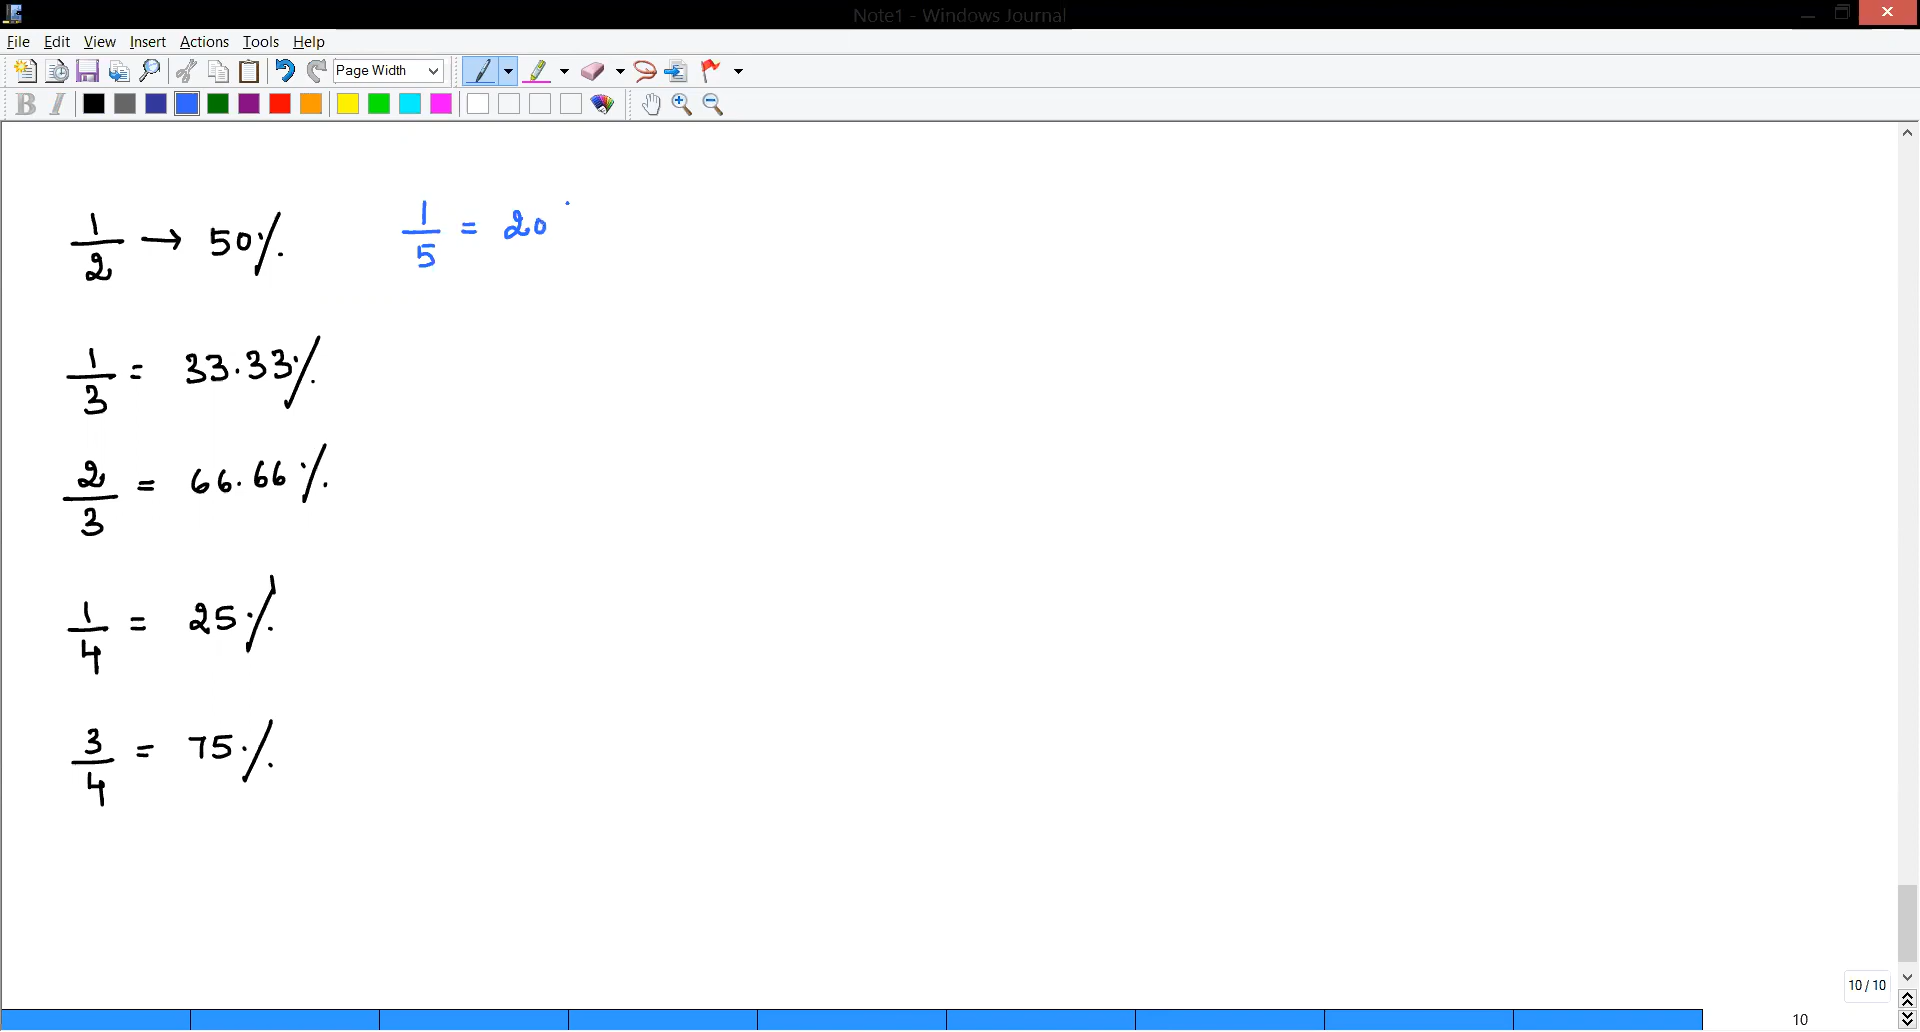 Note1 - Windows Journal
File Edit View Insert Actions Tools Help
Page Width
B I
1/2 → 50%
1/3 = 33.33%
2/3 = 66.66%
1/4 = 25%
3/4 = 75%
1/5 = 20
10 / 10
10